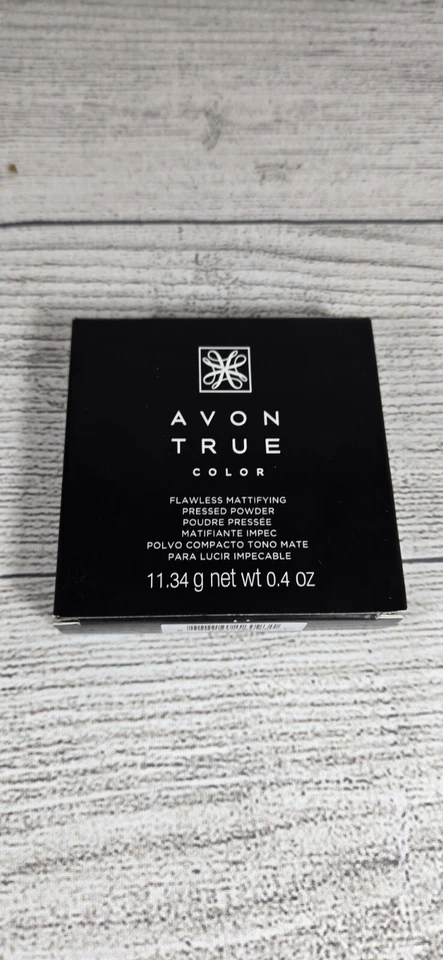 AVON
TRUE
COLOR
FLAWLESS MATTIFYING
PRESSED POWDER
POUDRE PRESSÉE
MATIFIANTE IMPEC
POLVO COMPACTO TONO MATE
PARA LUCIR IMPECABLE
11.34 g net wt 0.4 oz